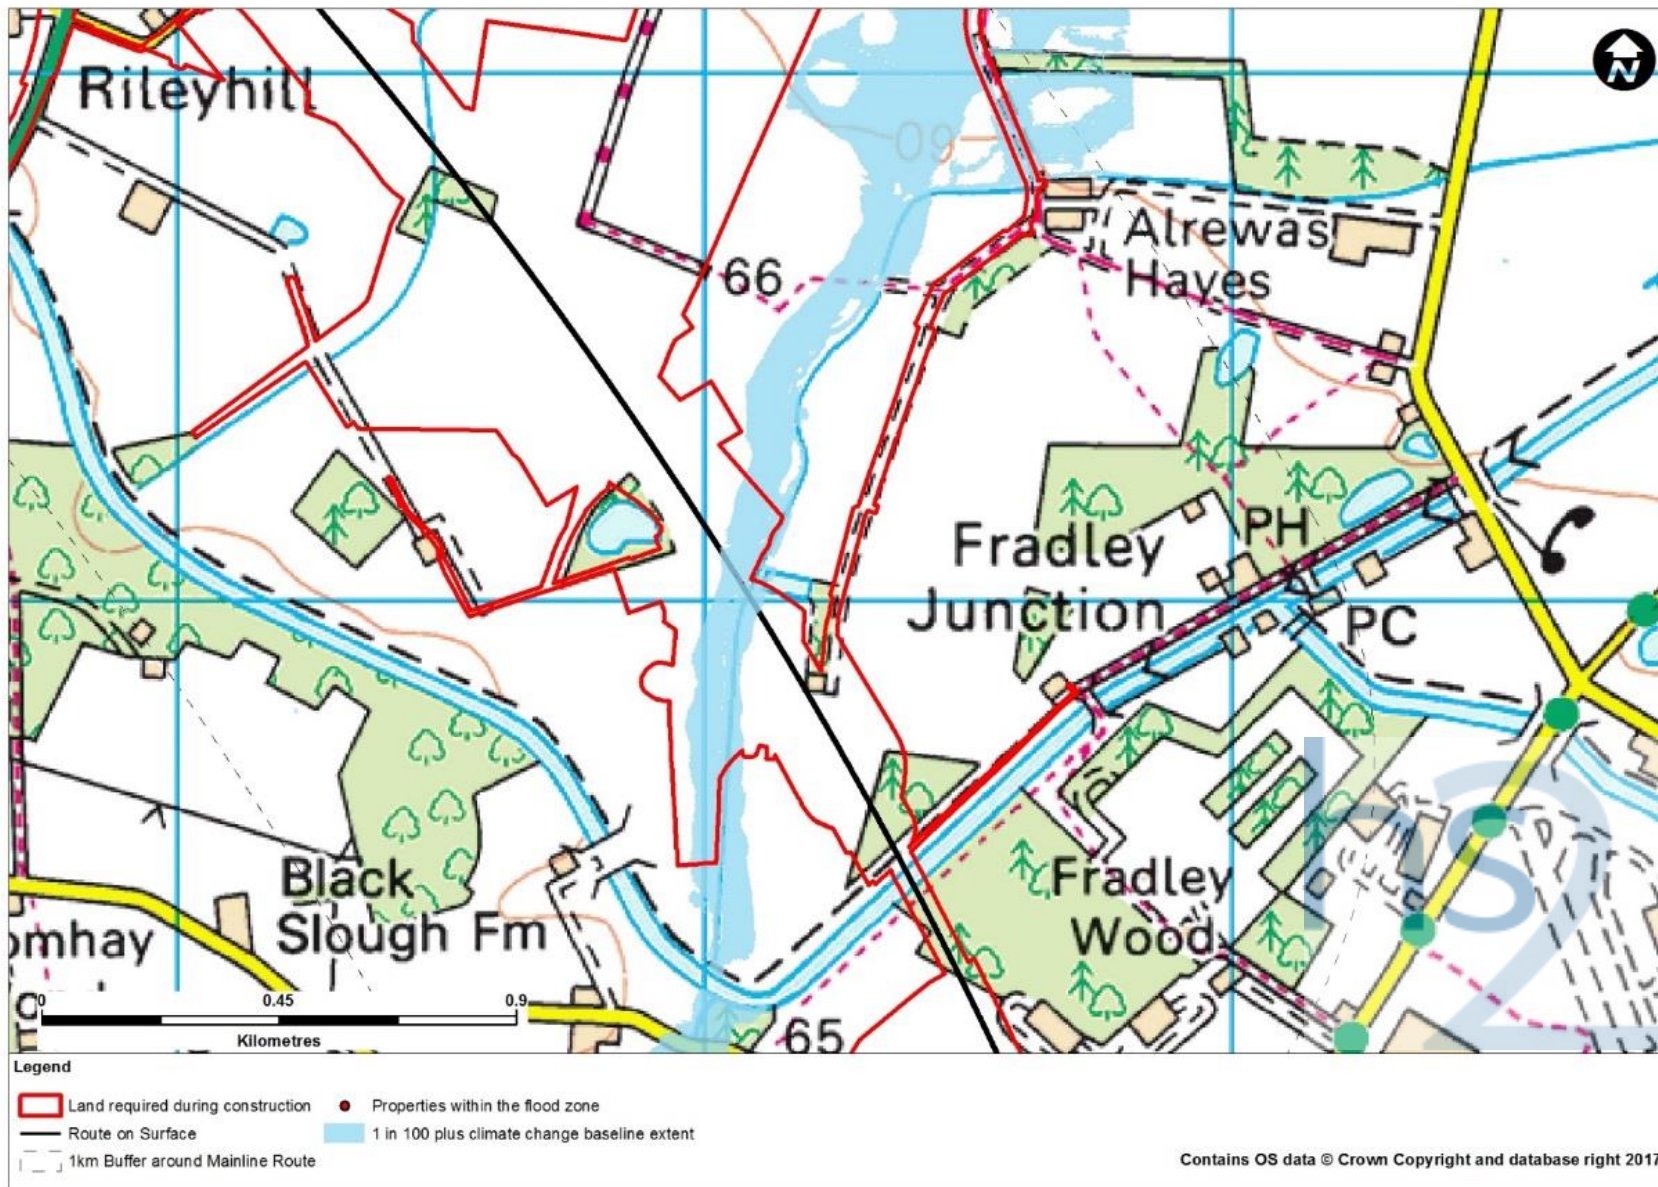 N
Rileyhill
60
Alrewas
Hayes
66
Fradley
Junction
PH
PC
Black
Slough Fm
Fradley
Wood
omhay
65
0 0.45 0.9
Kilometres
hs2
Legend
Land required during construction
Properties within the flood zone
Route on Surface
1 in 100 plus climate change baseline extent
1km Buffer around Mainline Route
Contains OS data © Crown Copyright and database right 2017